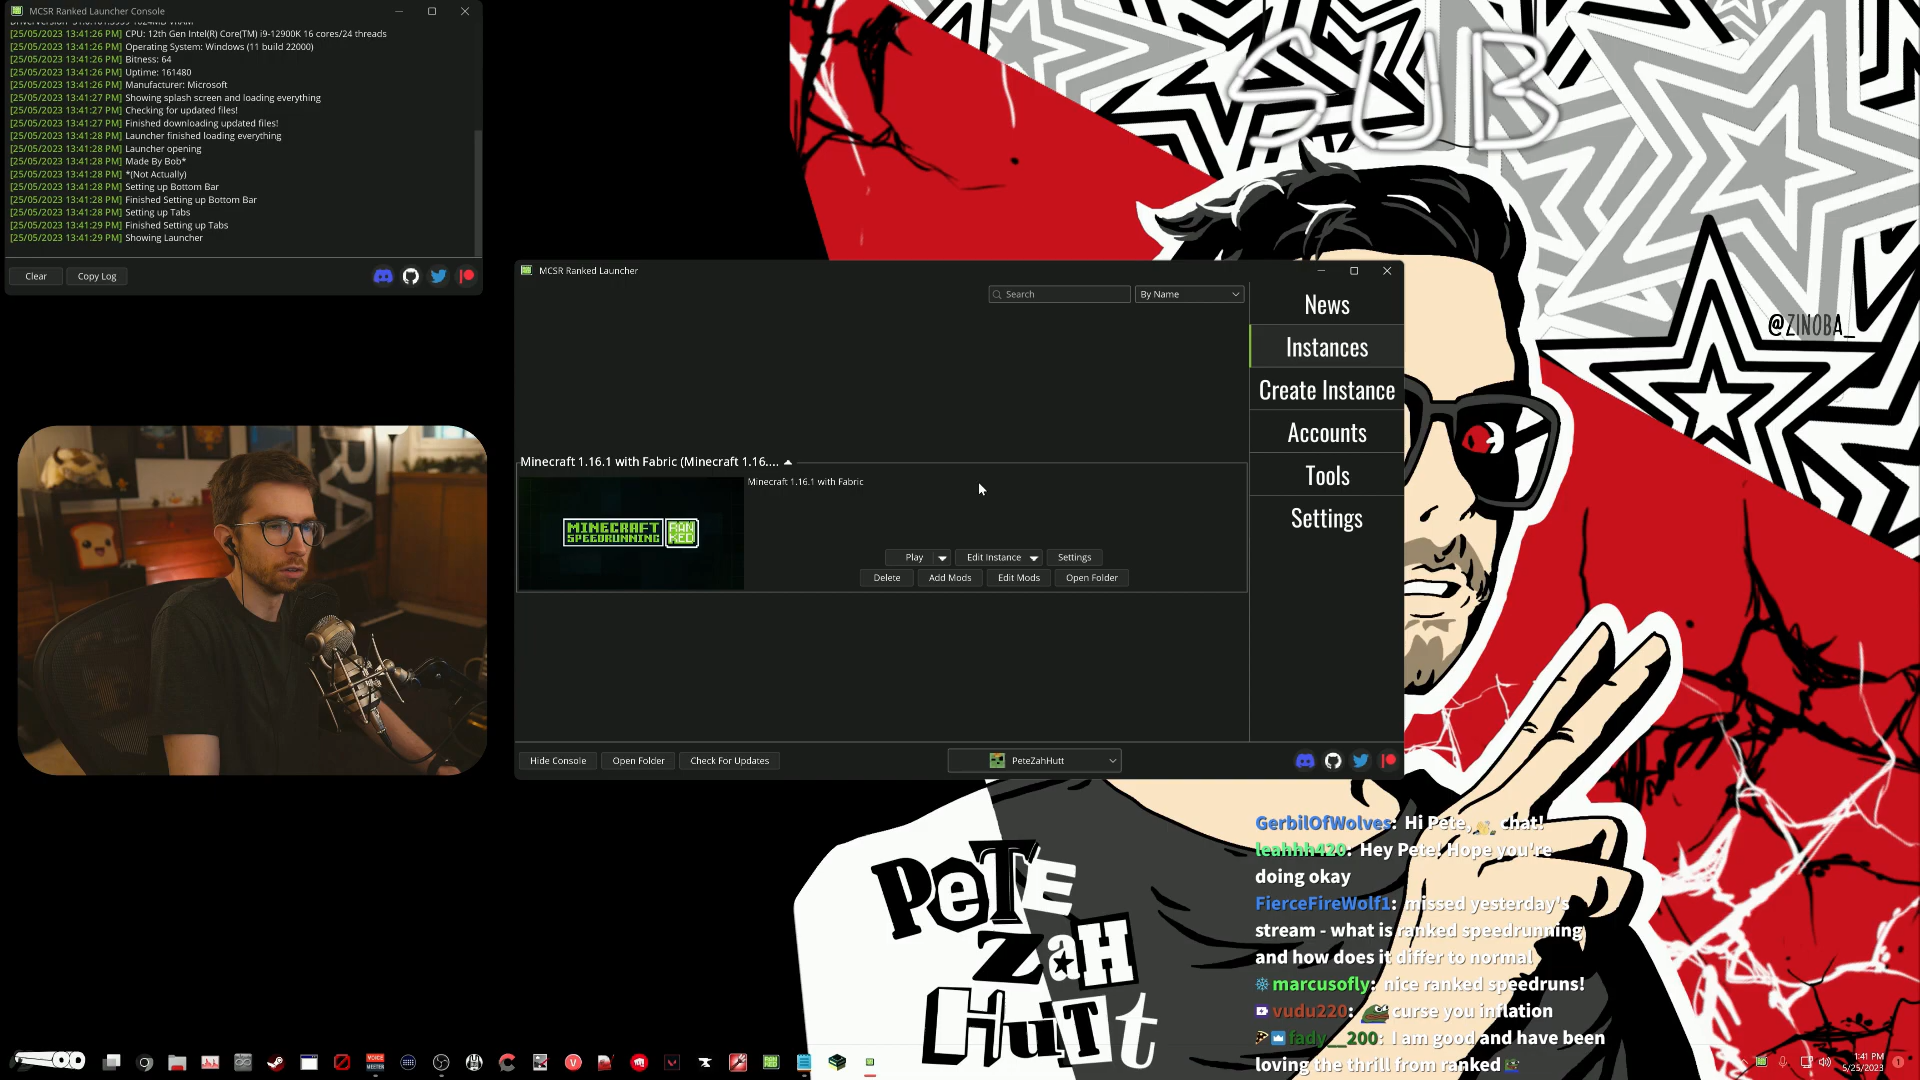 MCSR Ranked Launcher Console
[25/05/2023 13:41:26 PM] CPU: 12th Gen Intel(R) Core(TM) i9-12900K 16 cores/24 threads
[25/05/2023 13:41:26 PM] Operating System: Windows (11 build 22000)
[25/05/2023 13:41:26 PM] Bitness: 64
[25/05/2023 13:41:26 PM] Uptime: 161480
[25/05/2023 13:41:26 PM] Manufacturer: Microsoft
[25/05/2023 13:41:27 PM] Showing splash screen and loading everything
[25/05/2023 13:41:27 PM] Checking for updated files!
[25/05/2023 13:41:27 PM] Finished downloading updated files!
[25/05/2023 13:41:28 PM] Launcher finished loading everything
[25/05/2023 13:41:28 PM] Launcher opening
[25/05/2023 13:41:28 PM] Made By Bob*
[25/05/2023 13:41:28 PM] *(Not Actually)
[25/05/2023 13:41:28 PM] Setting up Bottom Bar
[25/05/2023 13:41:28 PM] Finished Setting up Bottom Bar
[25/05/2023 13:41:28 PM] Setting up Tabs
[25/05/2023 13:41:29 PM] Finished Setting up Tabs
[25/05/2023 13:41:29 PM] Showing Launcher
Clear
Copy Log
SUB
@ZINOBA_
MCSR Ranked Launcher
Search
By Name
News
Instances
Create Instance
Accounts
Tools
Settings
Minecraft 1.16.1 with Fabric (Minecraft 1.16....
Minecraft 1.16.1 with Fabric
MINECRAFT
SPEEDRUNNING
RANKED
Play
Edit Instance
Settings
Delete
Add Mods
Edit Mods
Open Folder
Hide Console
Open Folder
Check For Updates
PeteZahHutt
PETE
ZAH
HUTT
GerbilOfWolves: Hi Pete, chat!
leahhh420: Hey Pete! Hope you're
doing okay
FierceFireWolf1: missed yesterday's
stream - what is ranked speedrunning
and how does it differ to normal
marcusofly: nice ranked speedruns!
vudu220: curse you inflation
fady__200: I am good and have been
loving the thrill from ranked
1:41 PM
5/25/2023